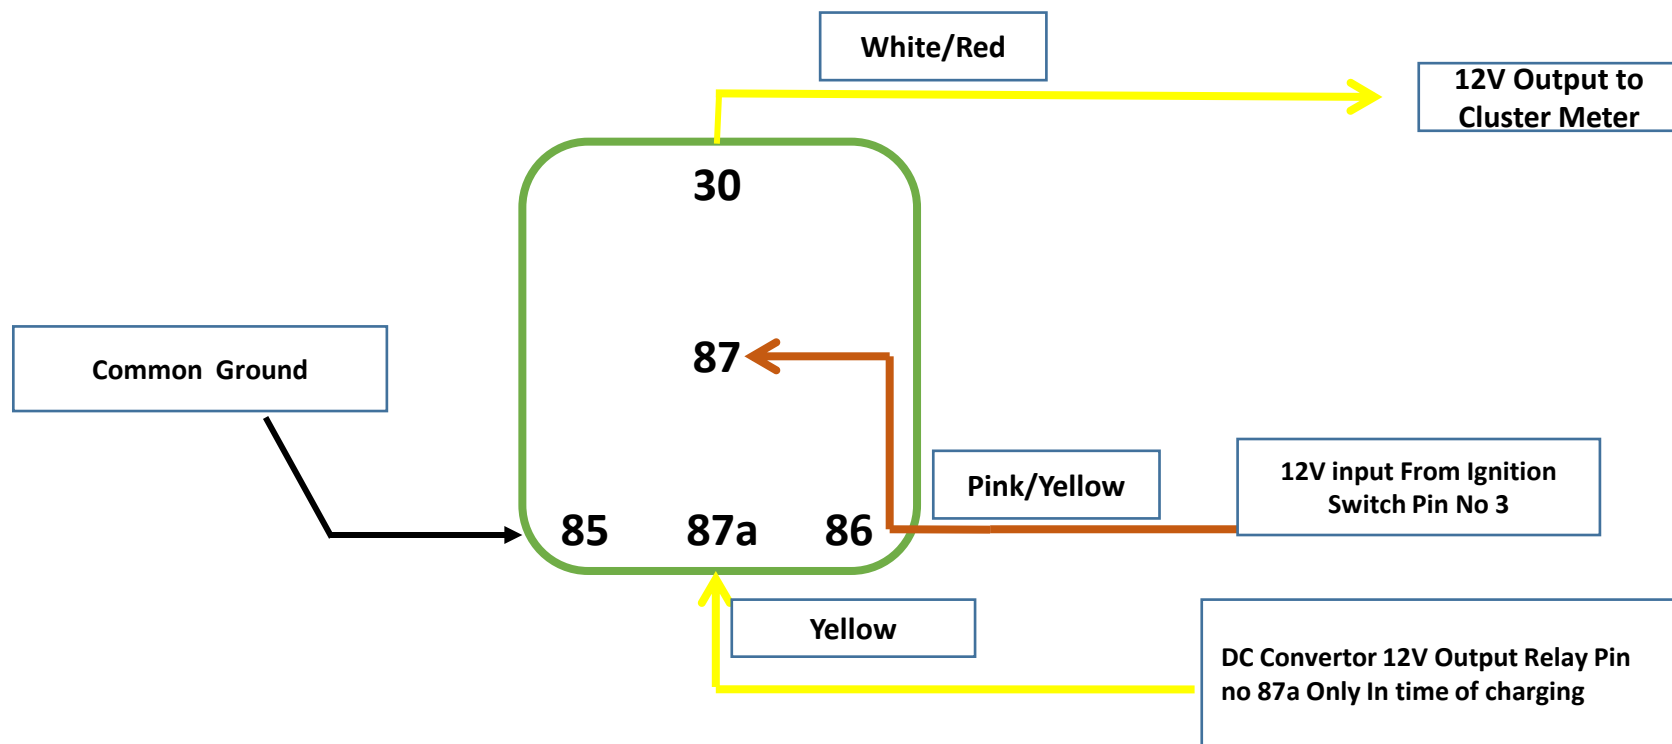 White/Red
12V Output to
Cluster Meter
30
Common  Ground
87
Pink/Yellow
12V input From Ignition
Switch Pin No 3
85
87a
86
Yellow
DC Convertor 12V Output Relay Pin
no 87a Only In time of charging